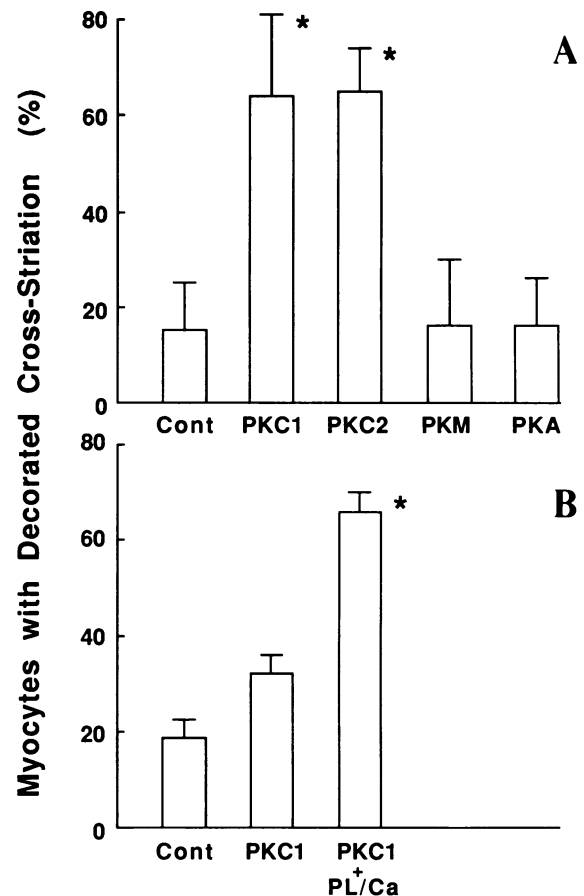 Myocytes with Decorated Cross-Striation (%)
A
80
60
40
20
0
* *
Cont PKC1 PKC2 PKM PKA
B
80
60
40
20
0
*
Cont PKC1 PKC1
+
PL/Ca